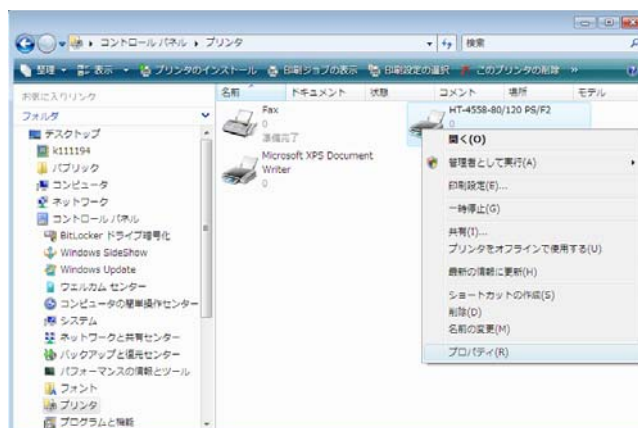 コントロール パネル ▸ プリンタ
検索
整理 表示 プリンタのインストール 印刷ジョブの表示 印刷設定の選択 このプリンタの削除 »
お気に入りリンク
フォルダ
デスクトップ
k111194
パブリック
コンピュータ
ネットワーク
コントロール パネル
BitLocker ドライブ暗号化
Windows SideShow
Windows Update
ウェルカム センター
コンピュータの簡単操作センター
システム
ネットワークと共有センター
バックアップと復元センター
パフォーマンスの情報とツール
フォント
プリンタ
プログラムと機能
名前 ドキュメント 状態 コメント 場所 モデル
Fax
0
準備完了
Microsoft XPS Document
Writer
0
HT-4558-80/120 PS/F2
0
開く(O)
管理者として実行(A)
印刷設定(E)...
一時停止(G)
共有(I)...
プリンタをオフラインで使用する(U)
最新の情報に更新(H)
ショートカットの作成(S)
削除(D)
名前の変更(M)
プロパティ(R)